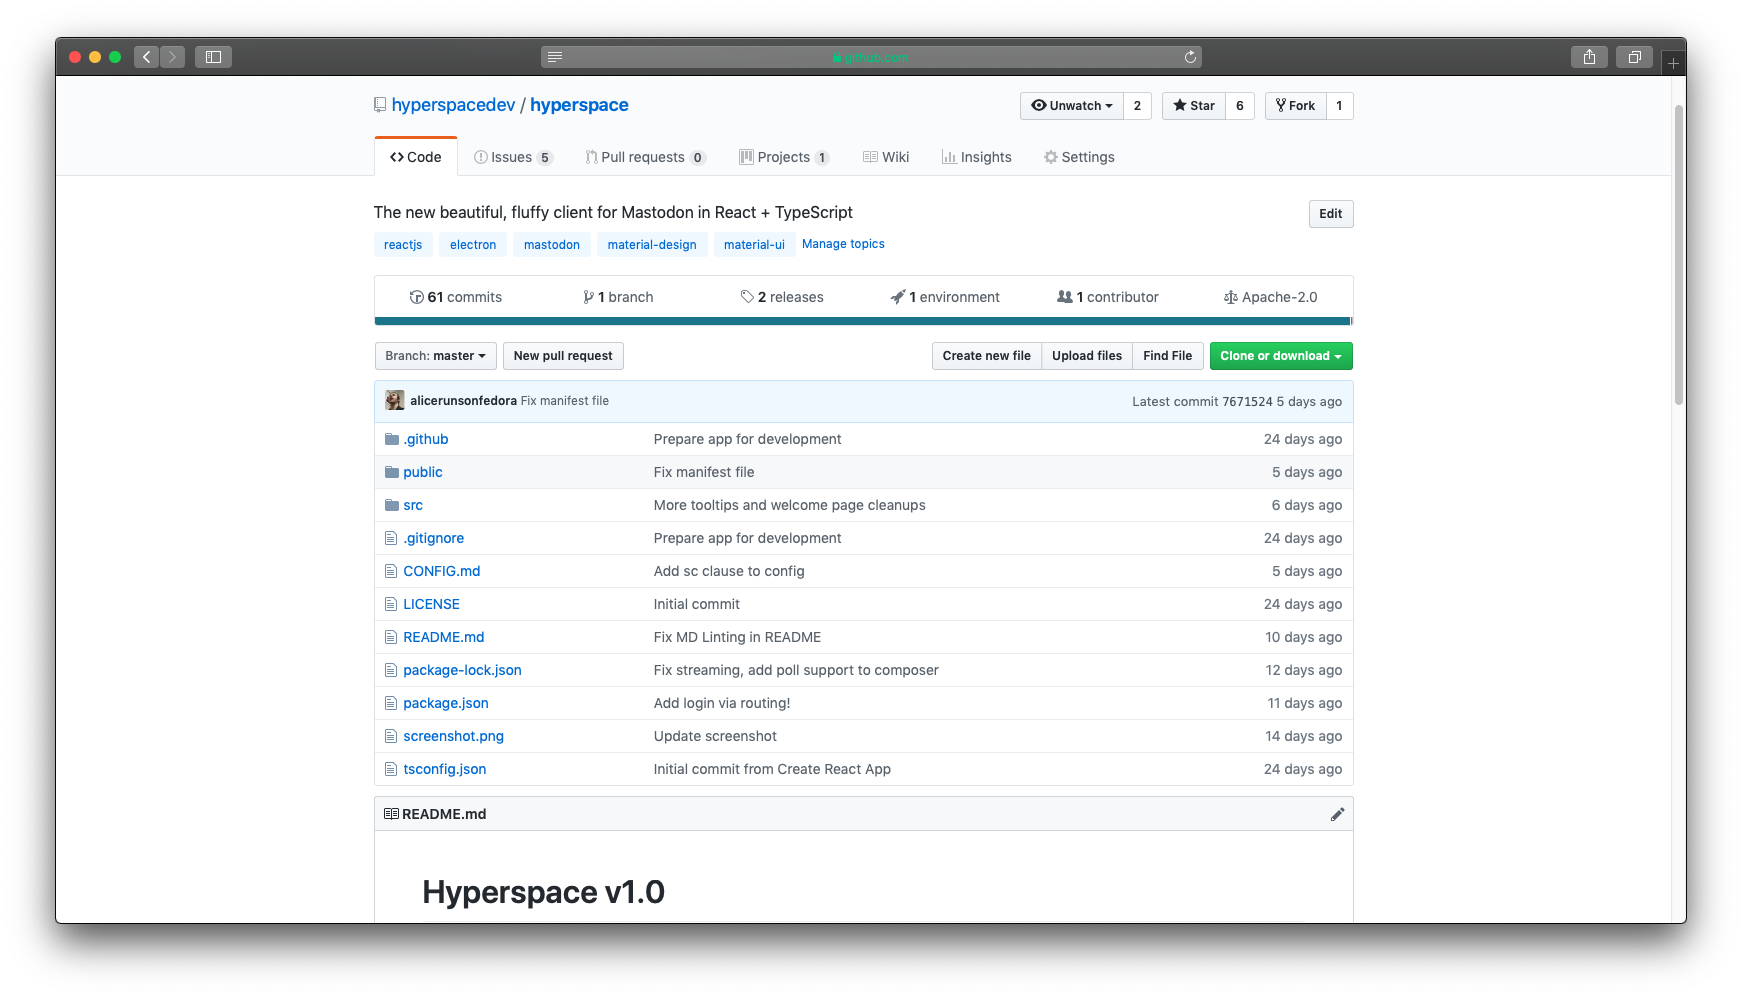 github.com
hyperspacedev / hyperspace
Unwatch 2 Star 6 Fork 1
Code Issues 5 Pull requests 0 Projects 1 Wiki Insights Settings
The new beautiful, fluffy client for Mastodon in React + TypeScript
Edit
reactjs electron mastodon material-design material-ui Manage topics
61 commits 1 branch 2 releases 1 environment 1 contributor Apache-2.0
Branch: master New pull request Create new file Upload files Find File Clone or download
alicerunsonfedora Fix manifest file Latest commit 7671524 5 days ago
.github Prepare app for development 24 days ago
public Fix manifest file 5 days ago
src More tooltips and welcome page cleanups 6 days ago
.gitignore Prepare app for development 24 days ago
CONFIG.md Add sc clause to config 5 days ago
LICENSE Initial commit 24 days ago
README.md Fix MD Linting in README 10 days ago
package-lock.json Fix streaming, add poll support to composer 12 days ago
package.json Add login via routing! 11 days ago
screenshot.png Update screenshot 14 days ago
tsconfig.json Initial commit from Create React App 24 days ago
README.md
Hyperspace v1.0